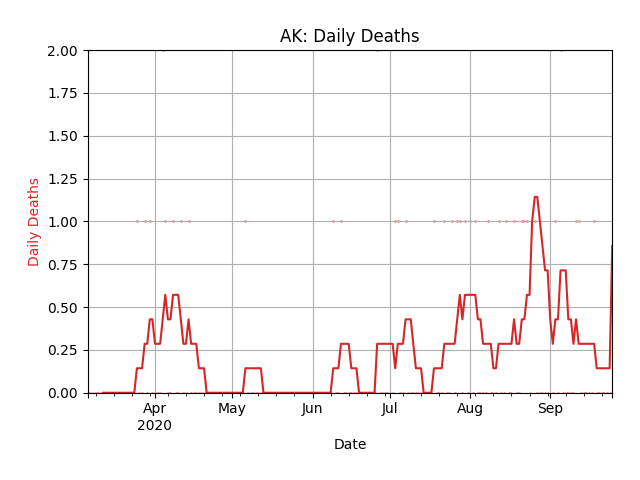 AK: Daily Deaths
2.00
1.75
1.50
1.25
1.00
0.75
0.50
0.25
0.00
Daily Deaths
Apr
2020
May
Jun
Jul
Aug
Sep
Date